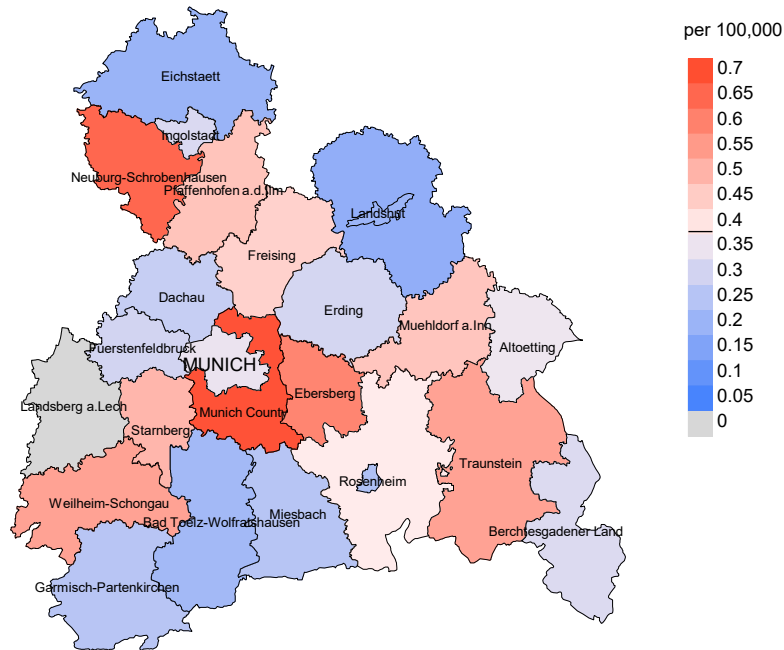 per 100,000
0.7
0.65
0.6
0.55
0.5
0.45
0.4
0.35
0.3
0.25
0.2
0.15
0.1
0.05
0
Eichstaett
Ingolstadt
Neuburg-Schrobenhausen
Pfaffenhofen a.d.Ilm
Landshut
Freising
Dachau
Erding
Muehldorf a.Inn
Fuerstenfeldbruck
Altoetting
MUNICH
Ebersberg
Landsberg a.Lech
Munich County
Starnberg
Traunstein
Rosenheim
Weilheim-Schongau
Miesbach
Bad Toelz-Wolfratshausen
Berchtesgadener Land
Garmisch-Partenkirchen